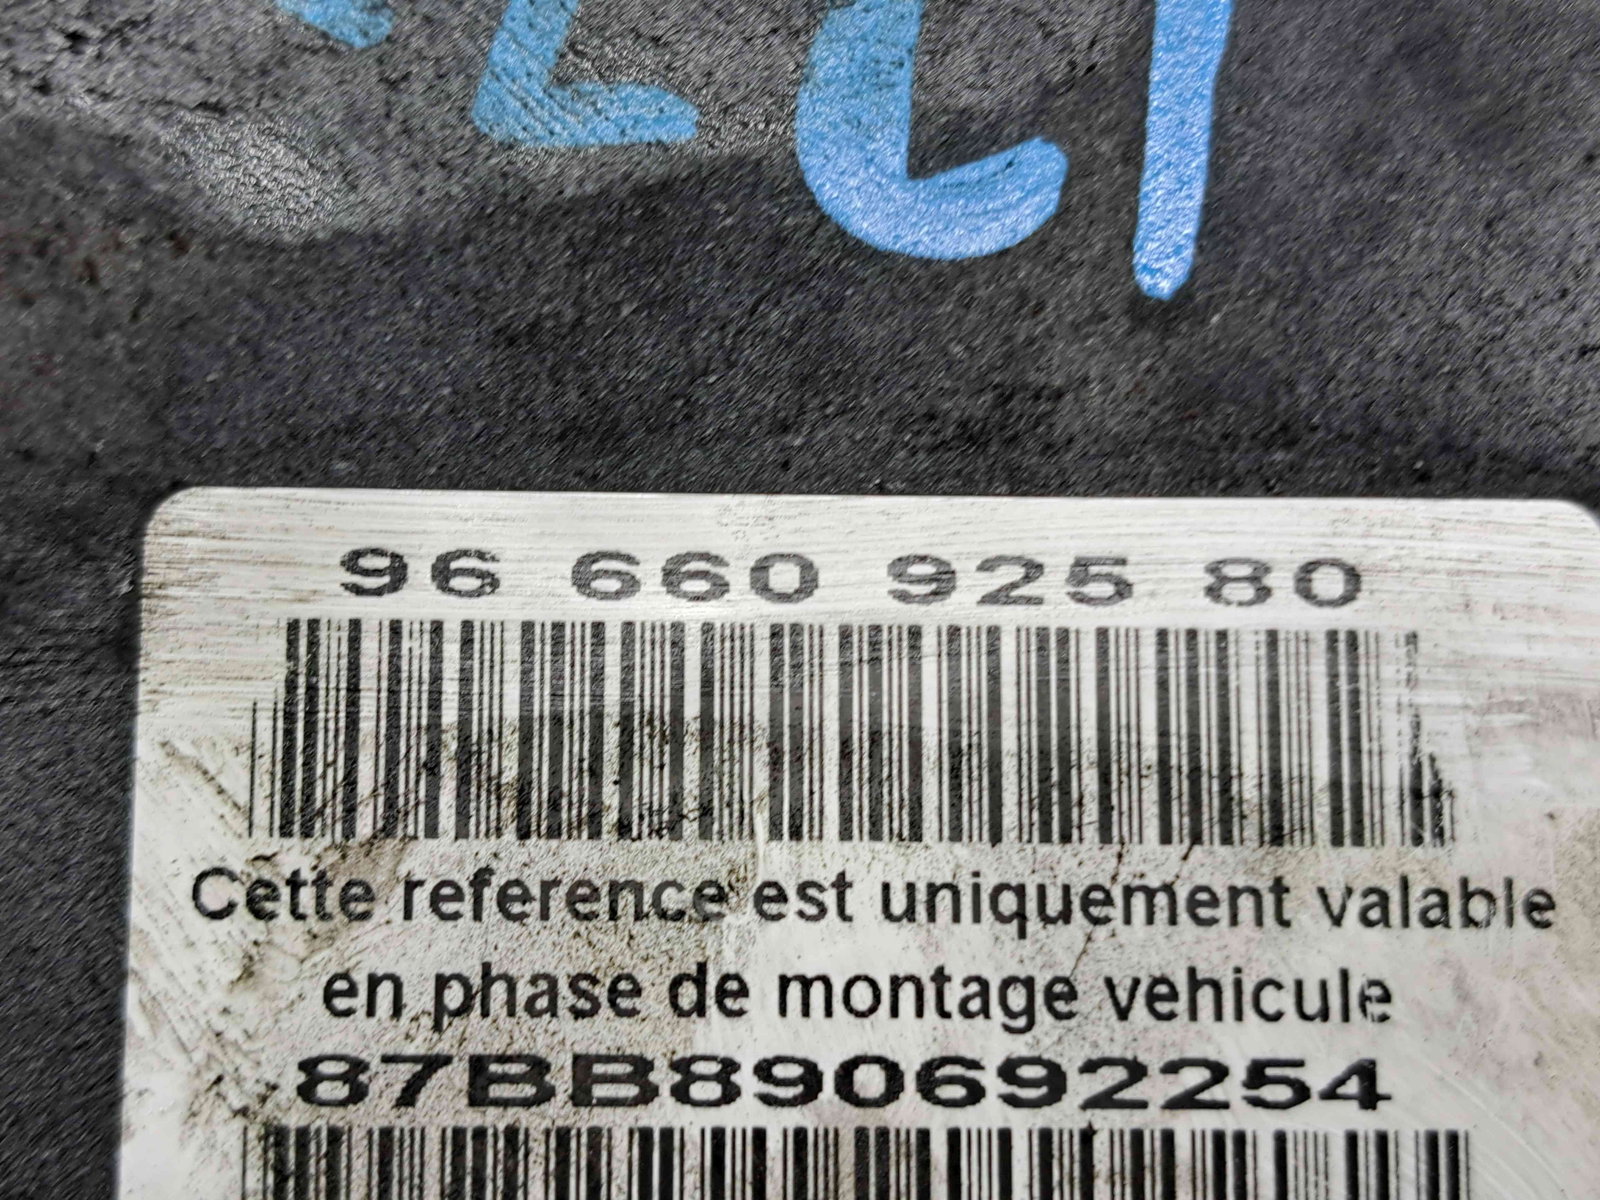 96 660 925 80
Cette reference est uniquement valable
en phase de montage vehicule
87BB890692254